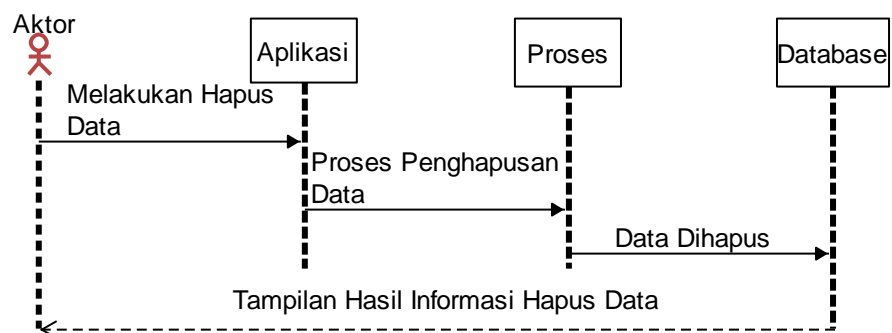 Aktor
Aplikasi
Proses
Database
Melakukan Hapus
Data
Proses Penghapusan
Data
Data Dihapus
Tampilan Hasil Informasi Hapus Data